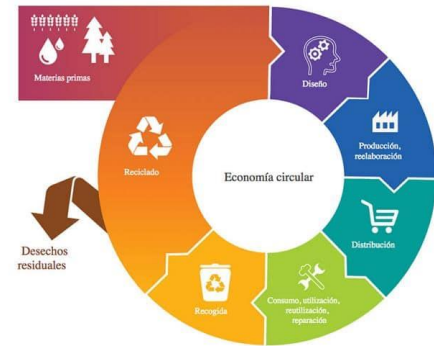 Materias primas
Diseño
Producción,
reelaboración
Distribución
Consumo, utilización,
reutilización,
reparación
Recogida
Reciclado
Desechos
residuales
Economía circular